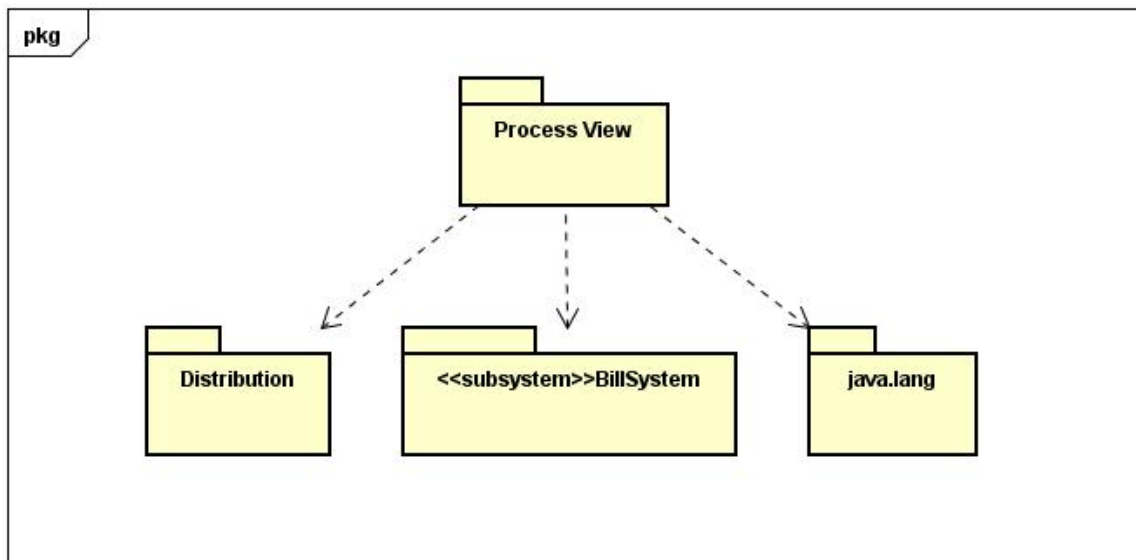 pkg
Process View
Distribution
<<subsystem>>BillSystem
java.lang